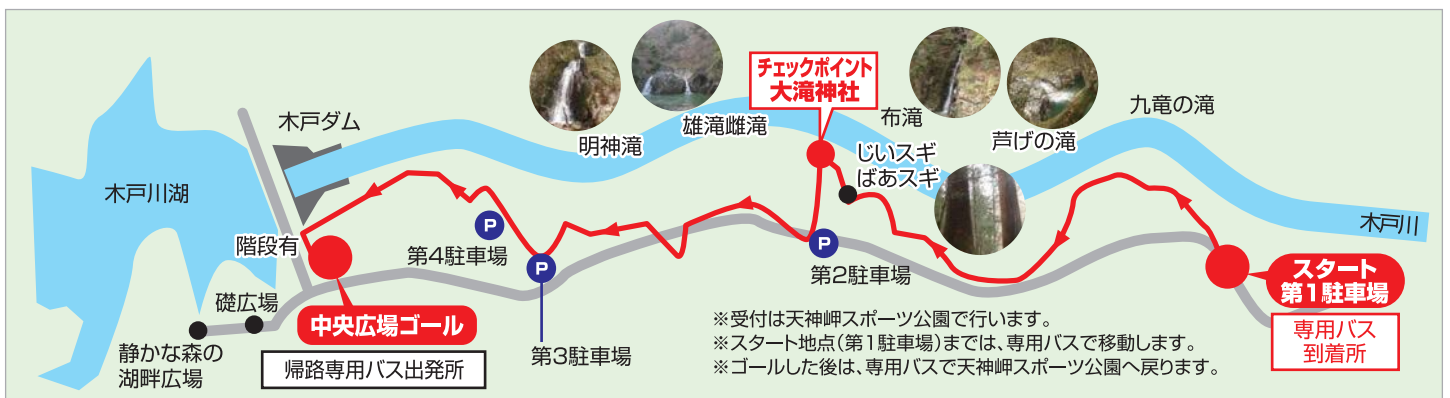 木戸ダム
木戸川湖
階段有
礎広場
静かな森の
湖畔広場
中央広場ゴール
帰路専用バス出発所
明神滝
雄滝雌滝
チェックポイント
大滝神社
布滝
芦げの滝
九竜の滝
じいスギ
ばあスギ
木戸川
P
第4駐車場
P
第3駐車場
P
第2駐車場
スタート
第1駐車場
専用バス
到着所
※受付は天神岬スポーツ公園で行います。
※スタート地点(第1駐車場)までは、専用バスで移動します。
※ゴールした後は、専用バスで天神岬スポーツ公園へ戻ります。